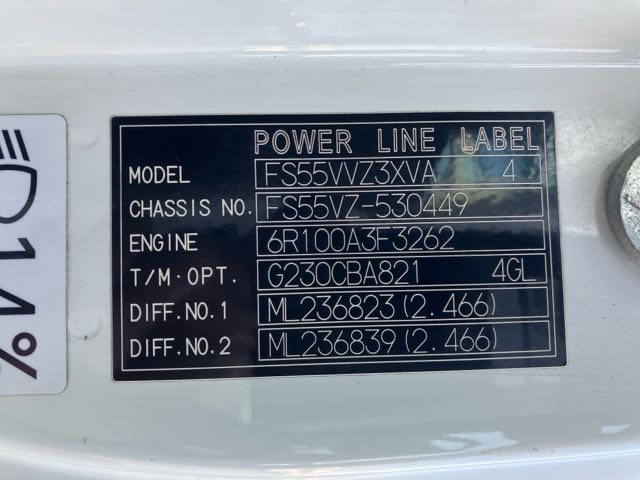 POWER LINE LABEL
MODEL FS55VVZ3XVA 4
CHASSIS NO. FS55VZ-530449
ENGINE 6R100A3F3262
T/M·OPT. G230CBA821 4GL
DIFF.NO.1 ML236823(2.466)
DIFF.NO.2 ML236839(2.466)
14%